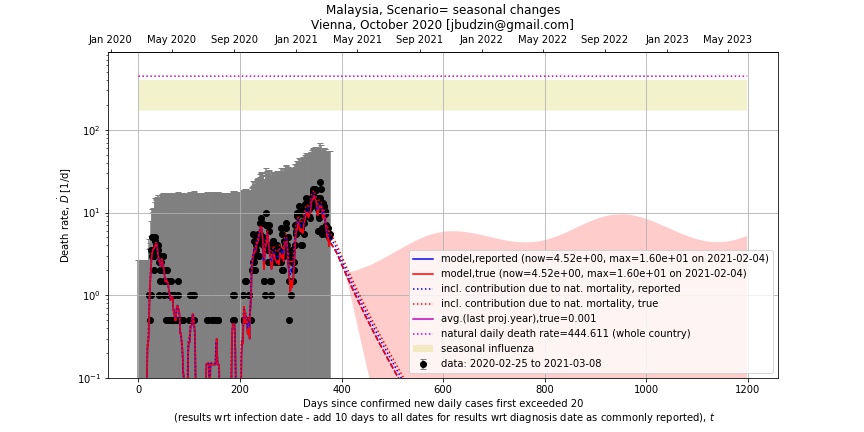 Malaysia, Scenario= seasonal changes
Vienna, October 2020 [jbudzin@gmail.com]
Jan 2020 May 2020 Sep 2020 Jan 2021 May 2021 Sep 2021 Jan 2022 May 2022 Sep 2022 Jan 2023 May 2023
Death rate, D [1/d]
10²
10¹
10⁰
10⁻¹
model,reported (now=4.52e+00, max=1.60e+01 on 2021-02-04)
model,true (now=4.52e+00, max=1.60e+01 on 2021-02-04)
incl. contribution due to nat. mortality, reported
incl. contribution due to nat. mortality, true
avg.(last proj.year),true=0.001
natural daily death rate=444.611 (whole country)
seasonal influenza
data: 2020-02-25 to 2021-03-08
0 200 400 600 800 1000 1200
Days since confirmed new daily cases first exceeded 20
(results wrt infection date - add 10 days to all dates for results wrt diagnosis date as commonly reported), t